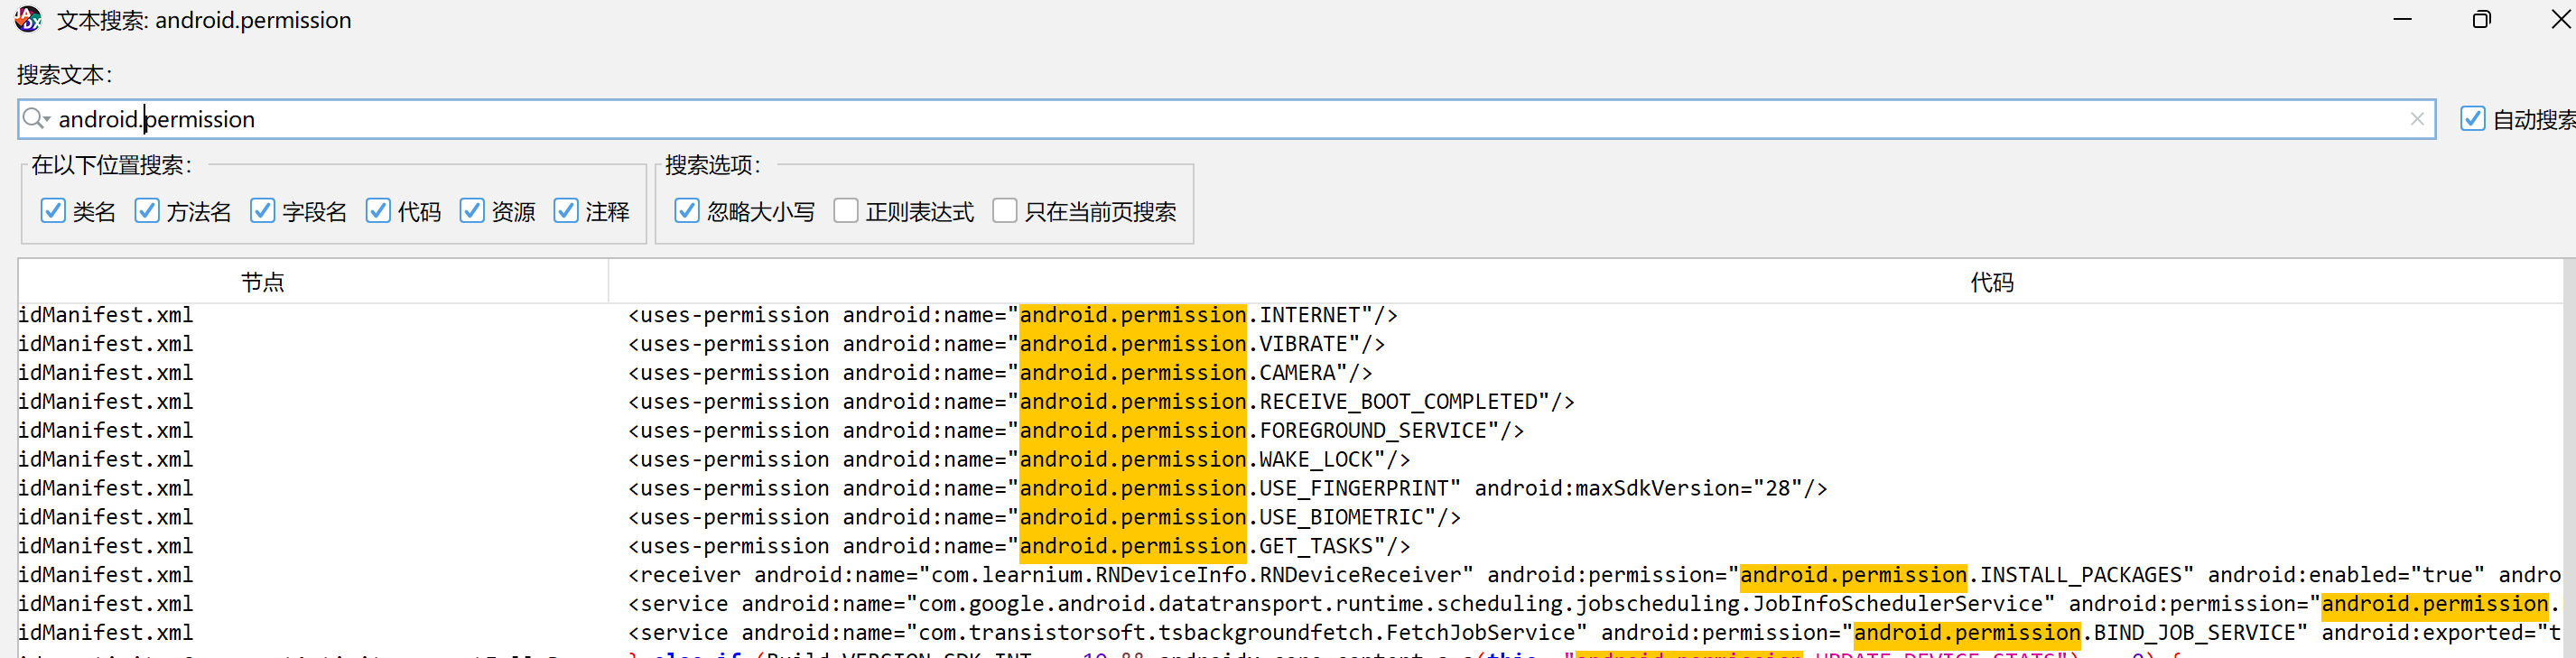 文本搜索: android.permission
搜索文本:
android.permission
自动搜索
在以下位置搜索:
搜索选项:
类名 方法名 字段名 代码 资源 注释 忽略大小写 正则表达式 只在当前页搜索
节点 代码
idManifest.xml <uses-permission android:name="android.permission.INTERNET"/>
idManifest.xml <uses-permission android:name="android.permission.VIBRATE"/>
idManifest.xml <uses-permission android:name="android.permission.CAMERA"/>
idManifest.xml <uses-permission android:name="android.permission.RECEIVE_BOOT_COMPLETED"/>
idManifest.xml <uses-permission android:name="android.permission.FOREGROUND_SERVICE"/>
idManifest.xml <uses-permission android:name="android.permission.WAKE_LOCK"/>
idManifest.xml <uses-permission android:name="android.permission.USE_FINGERPRINT" android:maxSdkVersion="28"/>
idManifest.xml <uses-permission android:name="android.permission.USE_BIOMETRIC"/>
idManifest.xml <uses-permission android:name="android.permission.GET_TASKS"/>
idManifest.xml <receiver android:name="com.learnium.RNDeviceInfo.RNDeviceReceiver" android:permission="android.permission.INSTALL_PACKAGES" android:enabled="true" andro
idManifest.xml <service android:name="com.google.android.datatransport.runtime.scheduling.jobscheduling.JobInfoSchedulerService" android:permission="android.permission.
idManifest.xml <service android:name="com.transistorsoft.tsbackgroundfetch.FetchJobService" android:permission="android.permission.BIND_JOB_SERVICE" android:exported="t